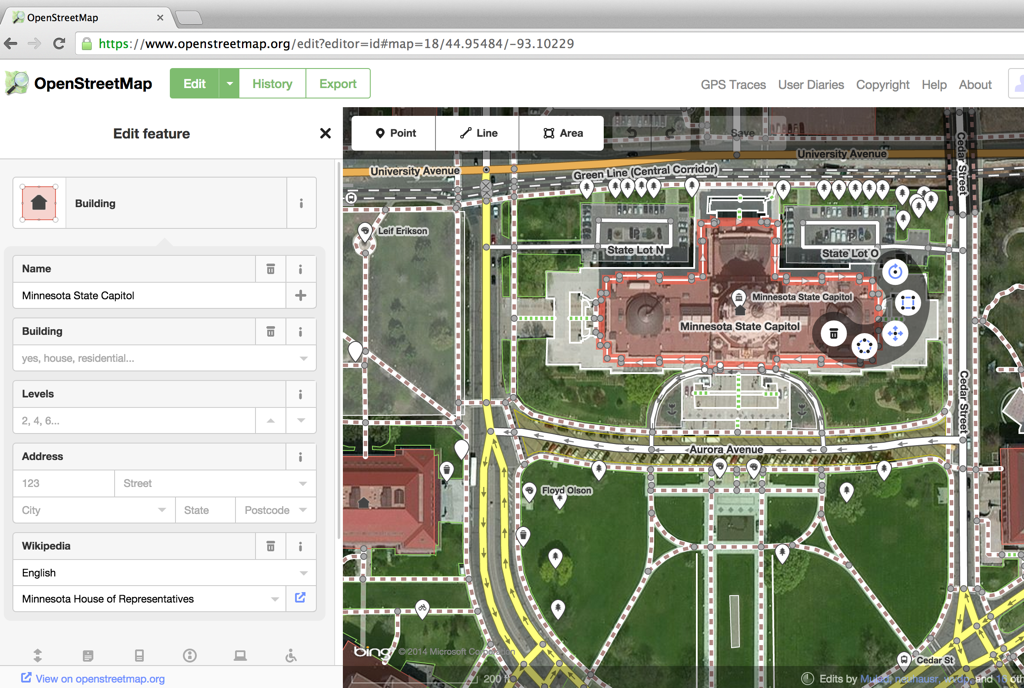 OpenStreetMap
https://www.openstreetmap.org/edit?editor=id#map=18/44.95484/-93.10229
OpenStreetMap
Edit
History
Export
GPS Traces
User Diaries
Copyright
Help
About
Edit feature
Point
Line
Area
Save
Building
Name
Minnesota State Capitol
Building
yes, house, residential...
Levels
2, 4, 6...
Address
123
Street
City
State
Postcode
Wikipedia
English
Minnesota House of Representatives
View on openstreetmap.org
University Avenue
University Avenue
Green Line (Central Corridor)
Cedar Street
Leif Erikson
State Lot N
State Lot O
Minnesota State Capitol
Minnesota State Capitol
Cedar Street
Aurora Avenue
Floyd Olson
Cedar St
bing
©2014 Microsoft
200 f
Edits by
and